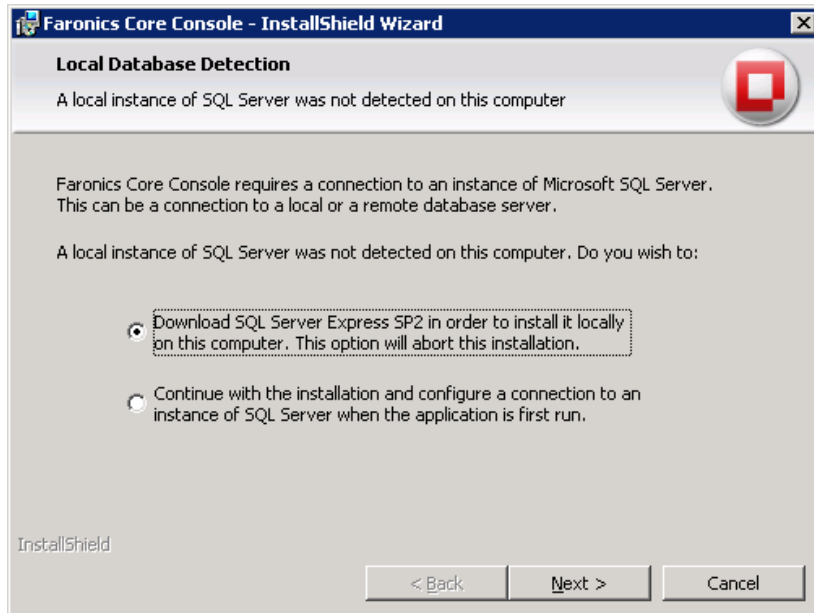 Faronics Core Console - InstallShield Wizard
Local Database Detection
A local instance of SQL Server was not detected on this computer
Faronics Core Console requires a connection to an instance of Microsoft SQL Server.
This can be a connection to a local or a remote database server.
A local instance of SQL Server was not detected on this computer. Do you wish to:
Download SQL Server Express SP2 in order to install it locally
on this computer. This option will abort this installation.
Continue with the installation and configure a connection to an
instance of SQL Server when the application is first run.
InstallShield
< Back Next > Cancel